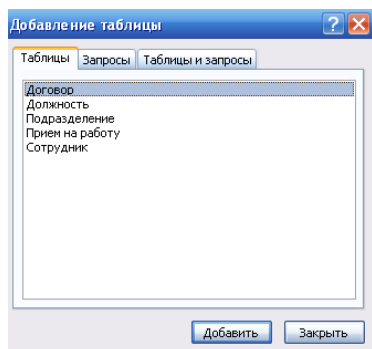 Добавление таблицы
Таблицы Запросы Таблицы и запросы
Договор
Должность
Подразделение
Прием на работу
Сотрудник
Добавить Закрыть